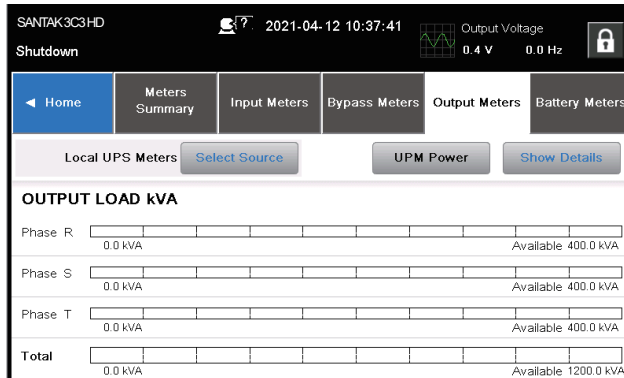 SANTAK3C3HD
? 2021-04-12 10:37:41
Output Voltage
Shutdown
0.4 V 0.0 Hz
◄ Home
Meters
Summary
Input Meters
Bypass Meters
Output Meters
Battery Meters
Local UPS Meters
Select Source
UPM Power
Show Details
OUTPUT LOAD kVA
Phase R
0.0 kVA Available 400.0 kVA
Phase S
0.0 kVA Available 400.0 kVA
Phase T
0.0 kVA Available 400.0 kVA
Total
0.0 kVA Available 1200.0 kVA